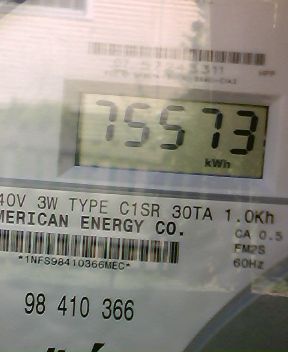 75573
kWh
40V 3W TYPE C1SR 30TA 1.0Kh
MERICAN ENERGY CO.
CA 0.5
*1NFS98410366MEC*
FM2S
60Hz
98 410 366